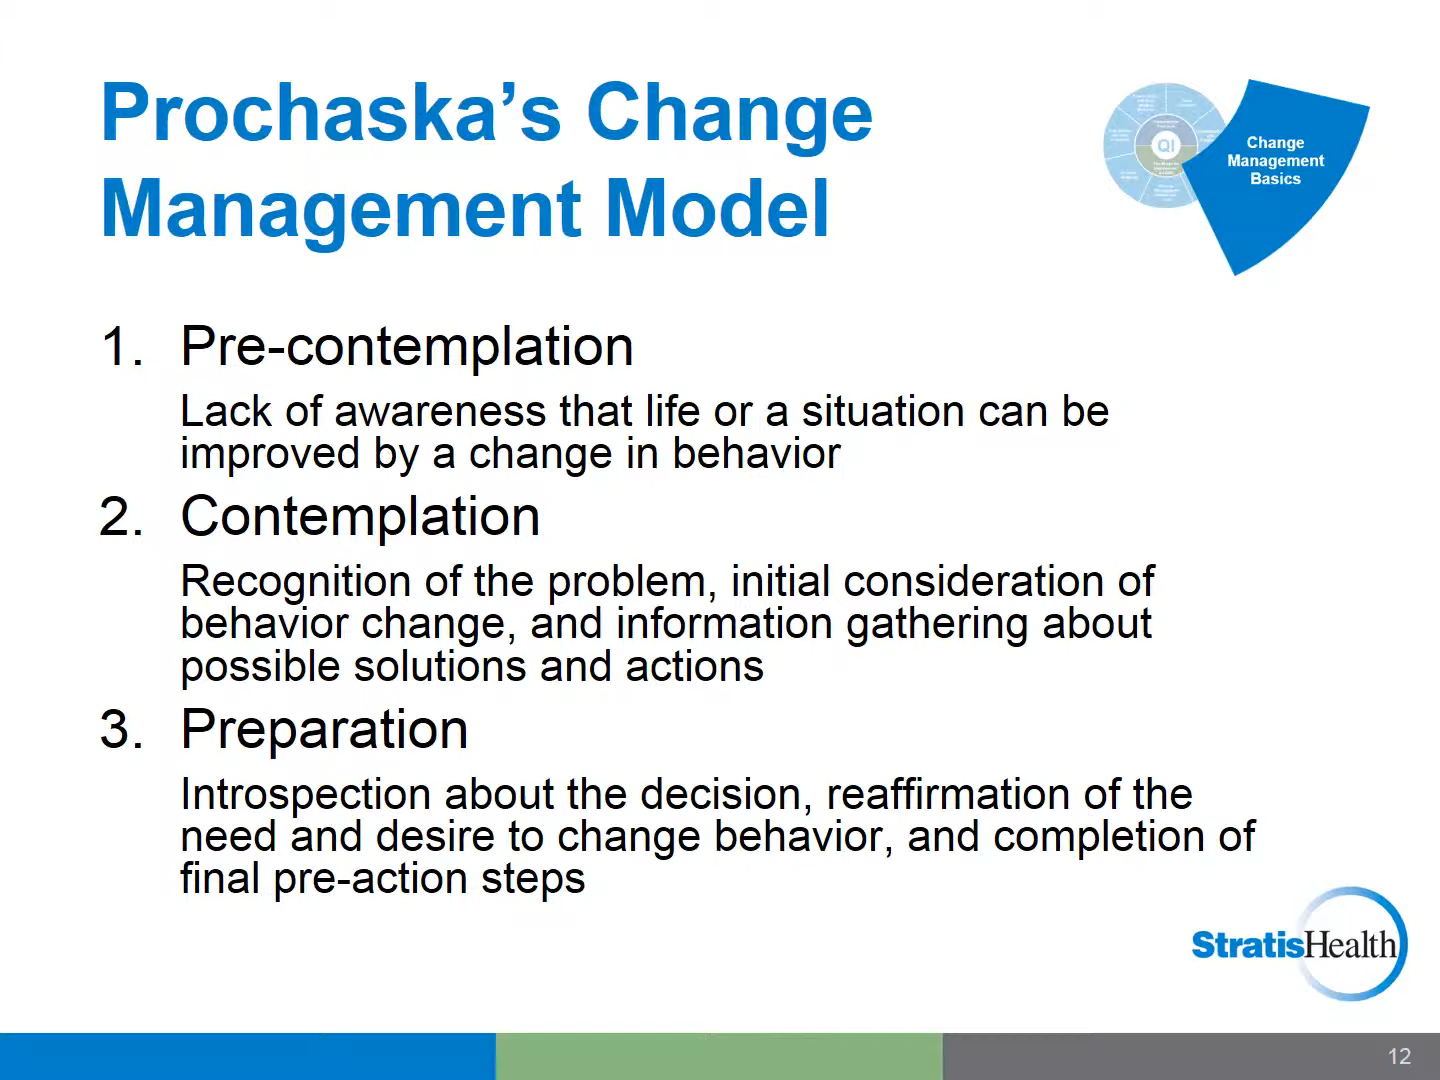 Prochaska’s Change
Management Model
QI
Change
Management
Basics
1. Pre-contemplation
Lack of awareness that life or a situation can be
improved by a change in behavior
2. Contemplation
Recognition of the problem, initial consideration of
behavior change, and information gathering about
possible solutions and actions
3. Preparation
Introspection about the decision, reaffirmation of the
need and desire to change behavior, and completion of
final pre-action steps
StratisHealth
12